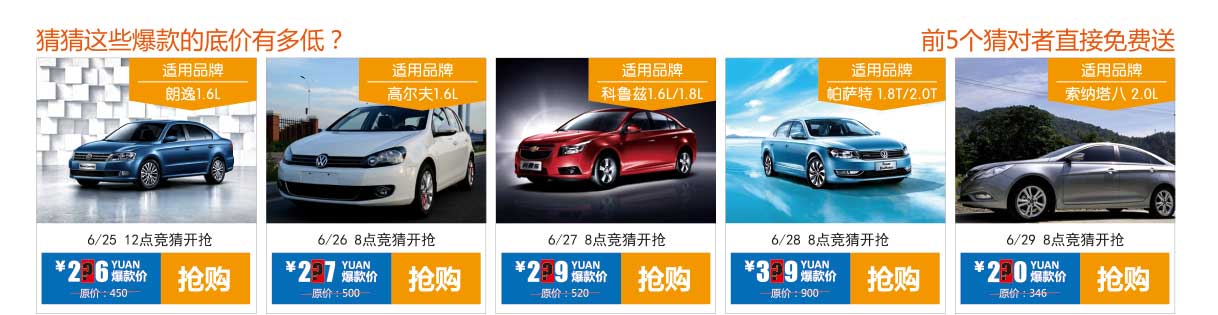 猜猜这些爆款的底价有多低？
前5个猜对者直接免费送
适用品牌
朗逸1.6L
6/25 12点竞猜开抢
¥2?6 YUAN 爆款价
原价：450
抢购
适用品牌
高尔夫1.6L
6/26 8点竞猜开抢
¥2?7 YUAN 爆款价
原价：500
抢购
适用品牌
科鲁兹1.6L/1.8L
6/27 8点竞猜开抢
¥2?9 YUAN 爆款价
原价：520
抢购
适用品牌
帕萨特 1.8T/2.0T
6/28 8点竞猜开抢
¥3?9 YUAN 爆款价
原价：900
抢购
适用品牌
索纳塔八 2.0L
6/29 8点竞猜开抢
¥2?0 YUAN 爆款价
原价：346
抢购